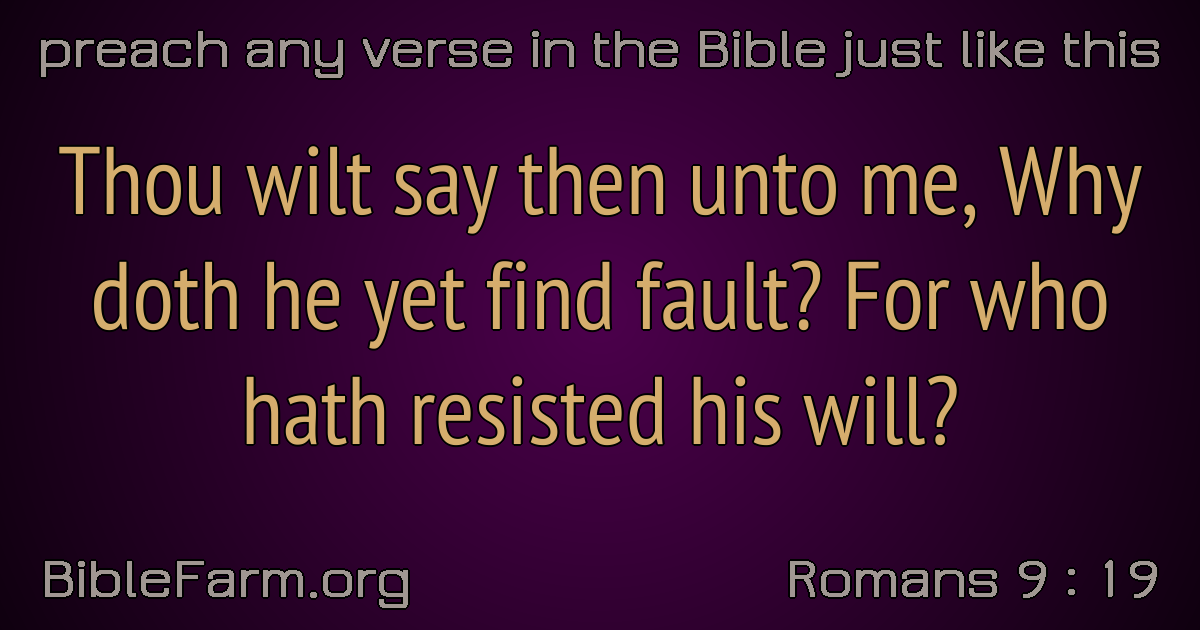 preach any verse in the Bible just like this
Thou wilt say then unto me, Why
doth he yet find fault? For who
hath resisted his will?
BibleFarm.org
Romans 9 : 19